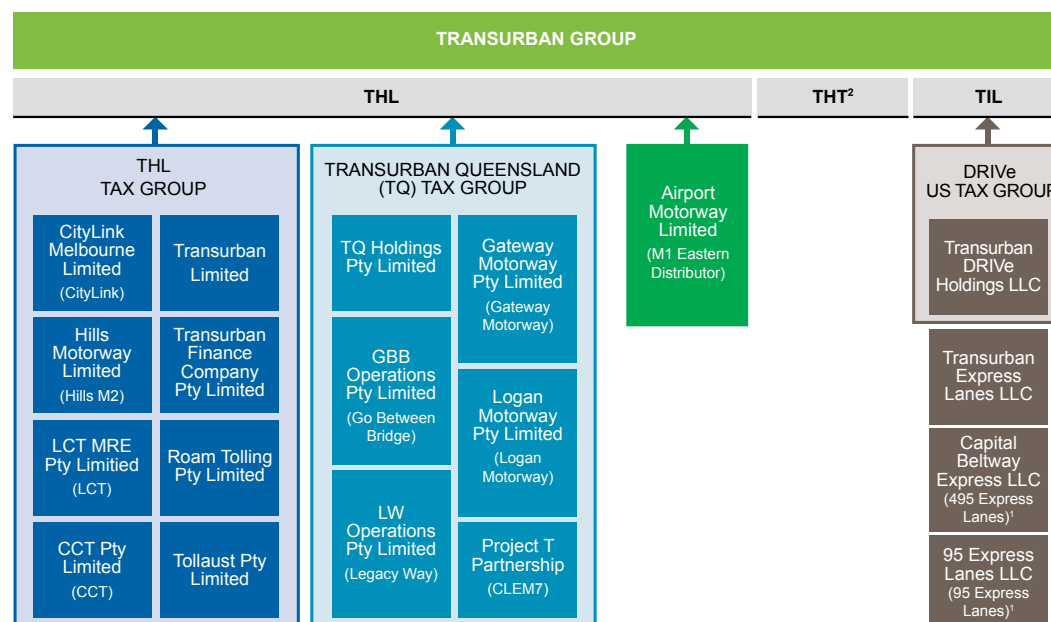 TRANSURBAN GROUP
THL
THT²
TIL
THL
TAX GROUP
CityLink
Melbourne
Limited
(CityLink)
Transurban
Limited
Hills
Motorway
Limited
(Hills M2)
Transurban
Finance
Company
Pty Limited
LCT MRE
Pty Limitied
(LCT)
Roam Tolling
Pty Limited
CCT Pty
Limited
(CCT)
Tollaust Pty
Limited
TRANSURBAN QUEENSLAND
(TQ) TAX GROUP
TQ Holdings
Pty Limited
GBB
Operations
Pty Limited
(Go Between
Bridge)
LW
Operations
Pty Limited
(Legacy Way)
Gateway
Motorway
Pty Limited
(Gateway
Motorway)
Logan
Motorway
Pty Limited
(Logan
Motorway)
Project T
Partnership
(CLEM7)
Airport
Motorway
Limited
(M1 Eastern
Distributor)
DRIVe
US TAX GROUP
Transurban
DRIVe
Holdings LLC
Transurban
Express
Lanes LLC
Capital
Beltway
Express LLC
(495 Express
Lanes)¹
95 Express
Lanes LLC
(95 Express
Lanes)¹